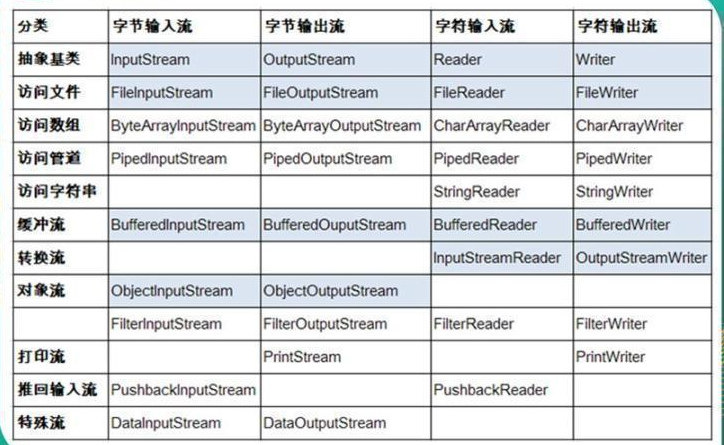 分类 字节输入流 字节输出流 字符输入流 字符输出流
抽象基类 InputStream OutputStream Reader Writer
访问文件 FileInputStream FileOutputStream FileReader FileWriter
访问数组 ByteArrayInputStream ByteArrayOutputStream CharArrayReader CharArrayWriter
访问管道 PipedInputStream PipedOutputStream PipedReader PipedWriter
访问字符串 StringReader StringWriter
缓冲流 BufferedInputStream BufferedOuputStream BufferedReader BufferedWriter
转换流 InputStreamReader OutputStreamWriter
对象流 ObjectInputStream ObjectOutputStream
FilterInputStream FilterOutputStream FilterReader FilterWriter
打印流 PrintStream PrintWriter
推回输入流 PushbackInputStream PushbackReader
特殊流 DataInputStream DataOutputStream